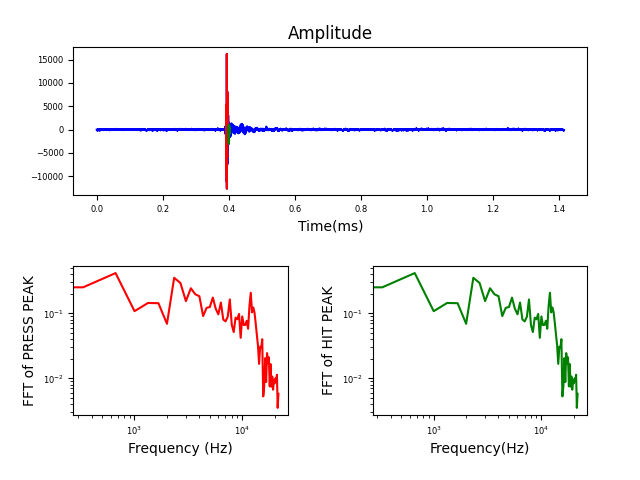 Amplitude
15000
10000
5000
0
−5000
−10000
0.0 0.2 0.4 0.6 0.8 1.0 1.2 1.4
Time(ms)
FFT of PRESS PEAK
10⁻¹
10⁻²
10³ 10⁴
Frequency (Hz)
FFT of HIT PEAK
10⁻¹
10⁻²
10³ 10⁴
Frequency(Hz)